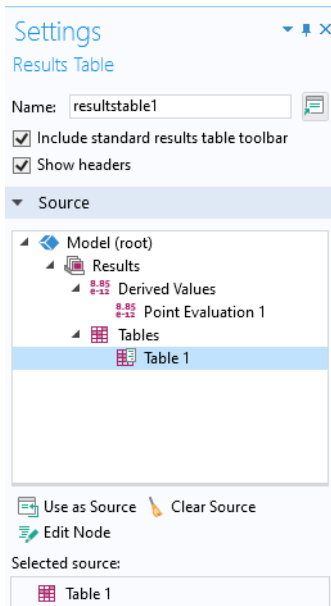 Settings
Results Table
Name: resultstable1
Include standard results table toolbar
Show headers
Source
Model (root)
Results
8.85
e-12
Derived Values
8.85
e-12
Point Evaluation 1
Tables
Table 1
Use as Source Clear Source
Edit Node
Selected source:
Table 1